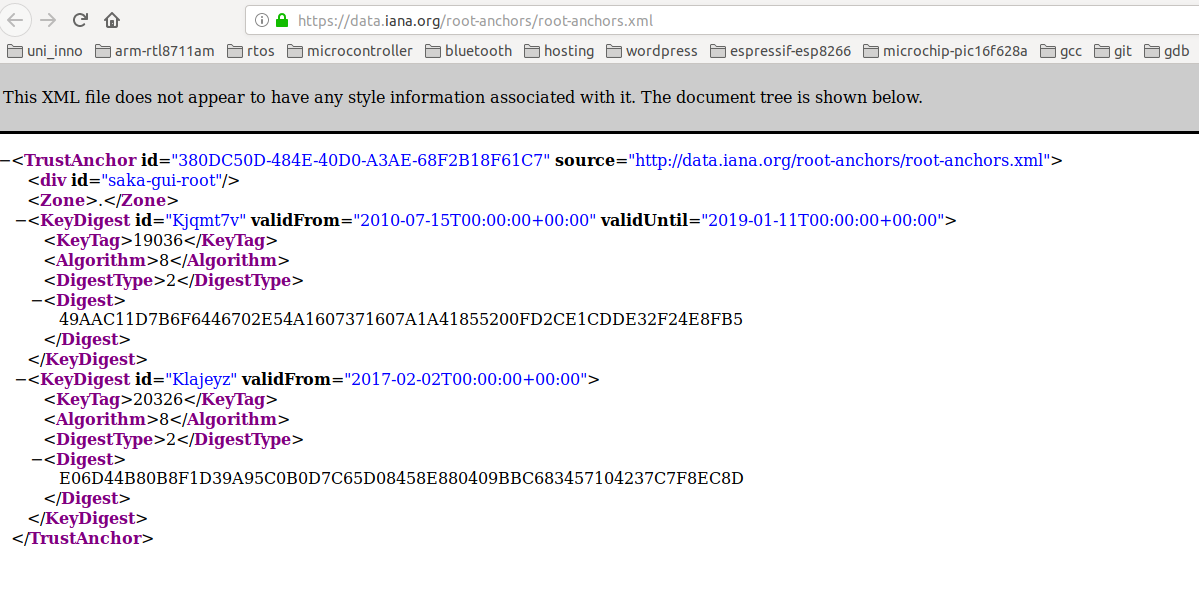 https://data.iana.org/root-anchors/root-anchors.xml
uni_inno arm-rtl8711am rtos microcontroller bluetooth hosting wordpress espressif-esp8266 microchip-pic16f628a gcc git gdb
This XML file does not appear to have any style information associated with it. The document tree is shown below.
−<TrustAnchor id="380DC50D-484E-40D0-A3AE-68F2B18F61C7" source="http://data.iana.org/root-anchors/root-anchors.xml">
<div id="saka-gui-root"/>
<Zone>.</Zone>
−<KeyDigest id="Kjqmt7v" validFrom="2010-07-15T00:00:00+00:00" validUntil="2019-01-11T00:00:00+00:00">
<KeyTag>19036</KeyTag>
<Algorithm>8</Algorithm>
<DigestType>2</DigestType>
−<Digest>
49AAC11D7B6F6446702E54A1607371607A1A41855200FD2CE1CDDE32F24E8FB5
</Digest>
</KeyDigest>
−<KeyDigest id="Klajeyz" validFrom="2017-02-02T00:00:00+00:00">
<KeyTag>20326</KeyTag>
<Algorithm>8</Algorithm>
<DigestType>2</DigestType>
−<Digest>
E06D44B80B8F1D39A95C0B0D7C65D08458E880409BBC683457104237C7F8EC8D
</Digest>
</KeyDigest>
</TrustAnchor>